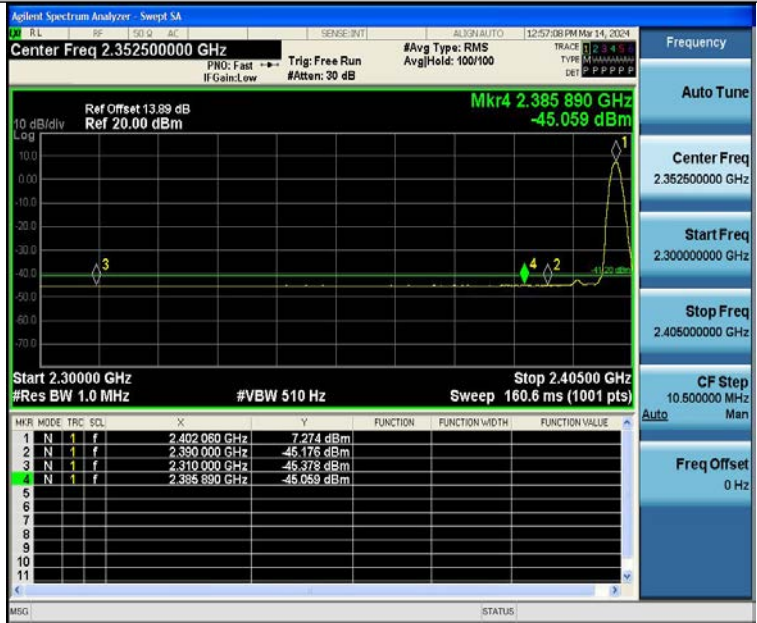 Agilent Spectrum Analyzer - Swept SA
RL RF 50 Ω AC SENSE:INT ALIGNAUTO 12:57:08 PM Mar 14, 2024
Center Freq 2.352500000 GHz
PNO: Fast
IFGain:Low
Trig: Free Run
#Atten: 30 dB
#Avg Type: RMS
Avg|Hold: 100/100
TRACE 1 2 3 4 5 6
TYPE M
DET P P P P P P
Frequency
Auto Tune
Center Freq
2.352500000 GHz
Start Freq
2.300000000 GHz
Stop Freq
2.405000000 GHz
CF Step
10.500000 MHz
Auto Man
Freq Offset
0 Hz
Mkr4 2.385 890 GHz
-45.059 dBm
Ref Offset 13.89 dB
10 dB/div Ref 20.00 dBm
Log
10.0
0.00
-10.0
-20.0
-30.0
-40.0
-50.0
-60.0
-70.0
1
3
4
2
-41.20 dBm
Start 2.30000 GHz Stop 2.40500 GHz
#Res BW 1.0 MHz #VBW 510 Hz Sweep 160.6 ms (1001 pts)
MKR MODE TRC SCL X Y FUNCTION FUNCTION WIDTH FUNCTION VALUE
1 N 1 f 2.402 060 GHz 7.274 dBm
2 N 1 f 2.390 000 GHz -45.176 dBm
3 N 1 f 2.310 000 GHz -45.378 dBm
4 N 1 f 2.385 890 GHz -45.059 dBm
5
6
7
8
9
10
11
MSG STATUS